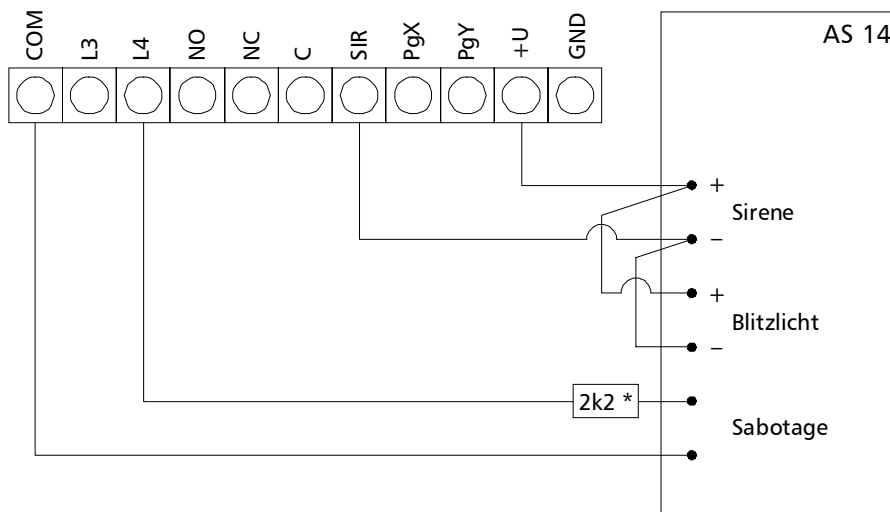 COM
L3
L4
NO
NC
C
SIR
PgX
PgY
+U
GND
AS 14
+
Sirene
–
+
Blitzlicht
–
2k2 *
Sabotage